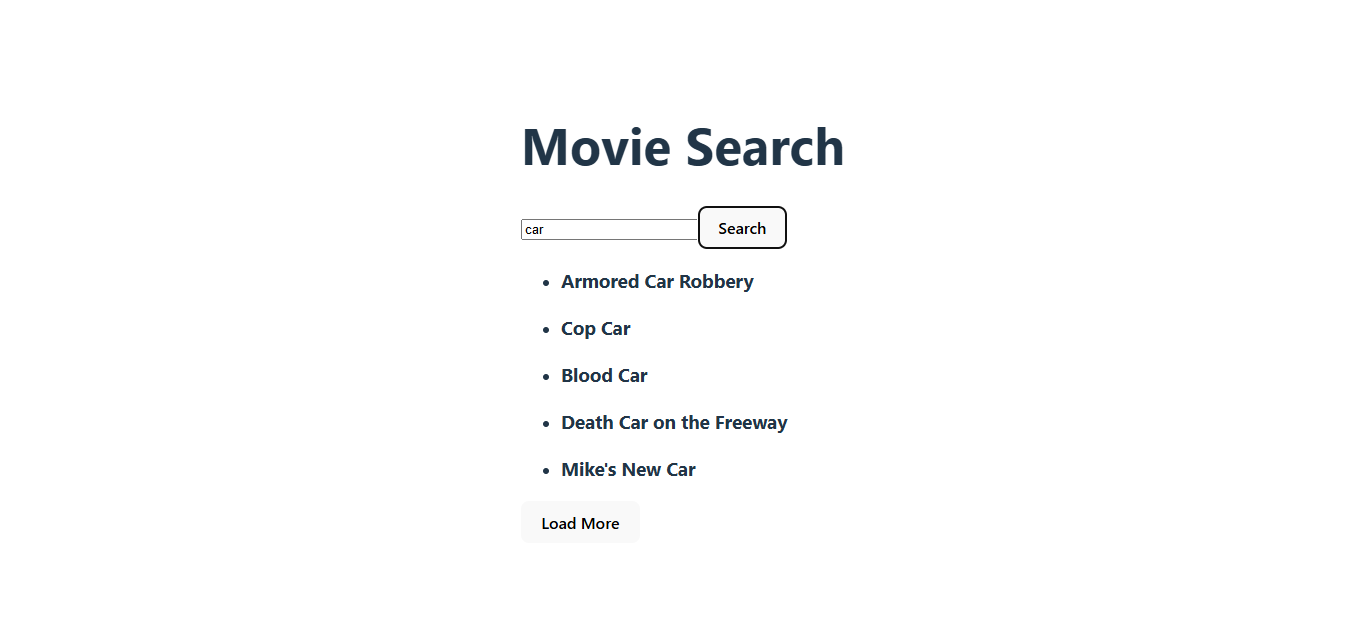 Movie Search
car Search
Armored Car Robbery
Cop Car
Blood Car
Death Car on the Freeway
Mike's New Car
Load More